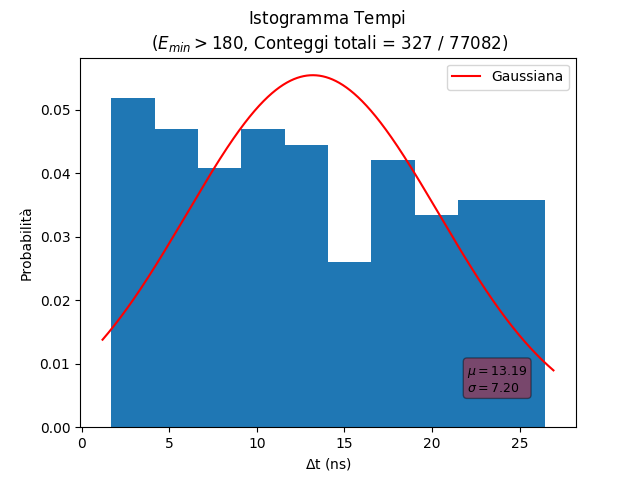 Istogramma Tempi
(E_min > 180, Conteggi totali = 327 / 77082)
Gaussiana
0.05
0.04
0.03
0.02
0.01
0.00
Probabilità
μ = 13.19
σ = 7.20
0 5 10 15 20 25
Δt (ns)